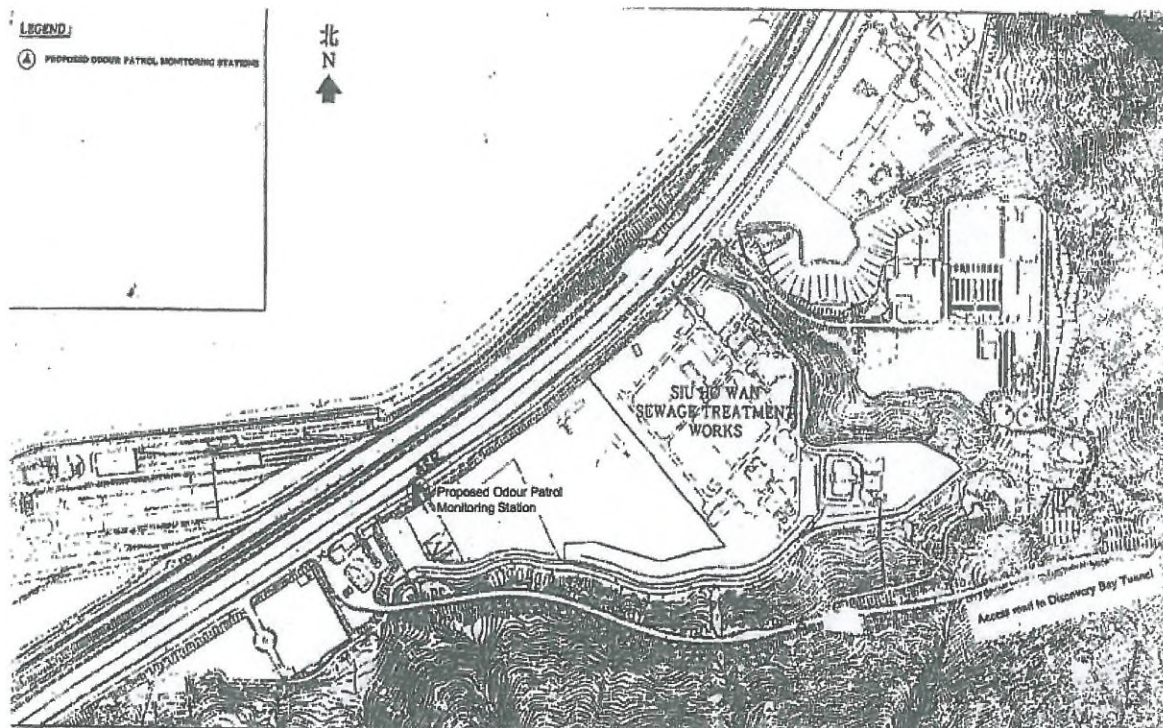 LEGEND:
PROPOSED ODOUR PATROL MONITORING STATIONS
北
N
SIU HO WAN
SEWAGE TREATMENT
WORKS
Proposed Odour Patrol
Monitoring Station
Access road to Discovery Bay Tunnel